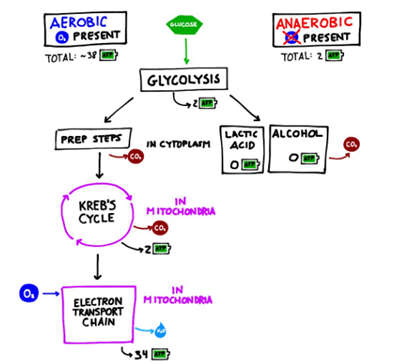 AEROBIC
O₂ PRESENT
TOTAL: ~38 ATP
GLUCOSE
ANAEROBIC
O₂ PRESENT
TOTAL: 2 ATP
GLYCOLYSIS
2 ATP
PREP STEPS
CO₂
IN CYTOPLASM
LACTIC
ACID
0 ATP
ALCOHOL
0 ATP
CO₂
KREB'S
CYCLE
IN
MITOCHONDRIA
CO₂
2 ATP
O₂
ELECTRON
TRANSPORT
CHAIN
IN
MITOCHONDRIA
H₂O
34 ATP